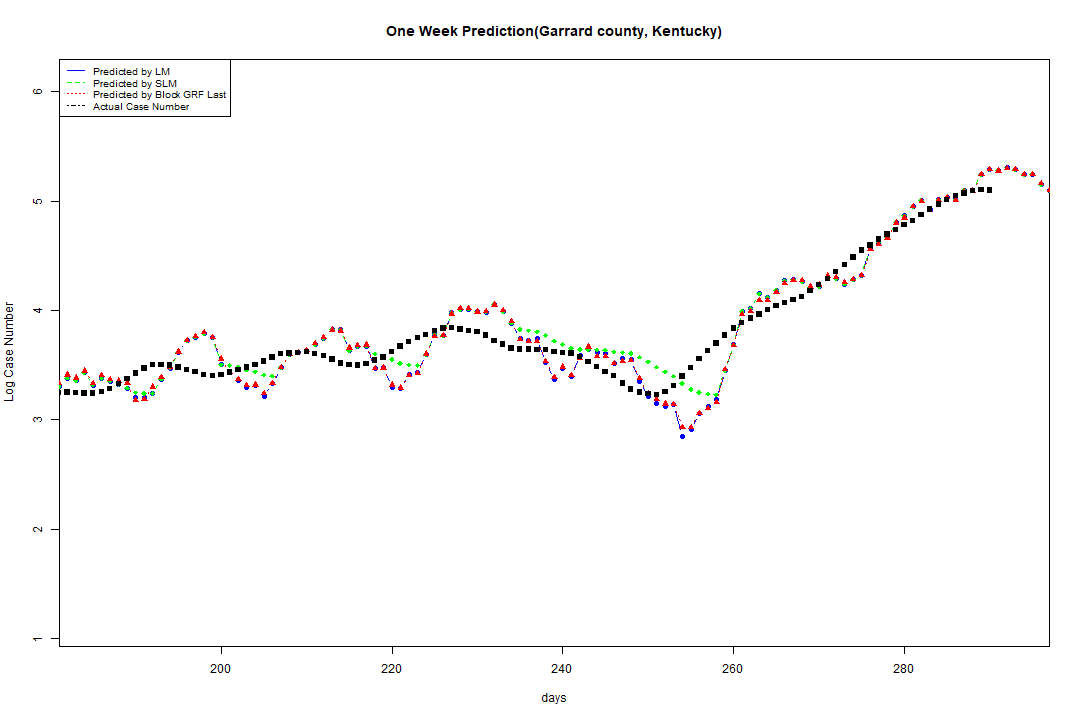 One Week Prediction(Garrard county, Kentucky)
Predicted by LM
Predicted by SLM
Predicted by Block GRF Last
Actual Case Number
6
5
4
3
2
1
Log Case Number
200 220 240 260 280
days